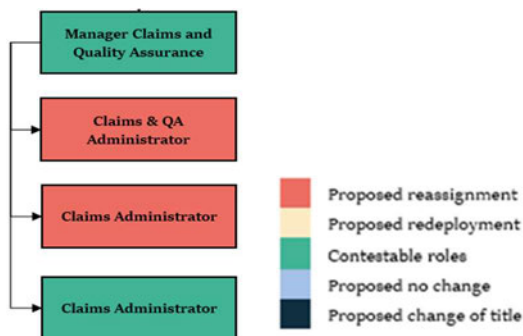 Manager Claims and
Quality Assurance
Claims & QA
Administrator
Claims Administrator
Claims Administrator
Proposed reassignment
Proposed redeployment
Contestable roles
Proposed no change
Proposed change of title